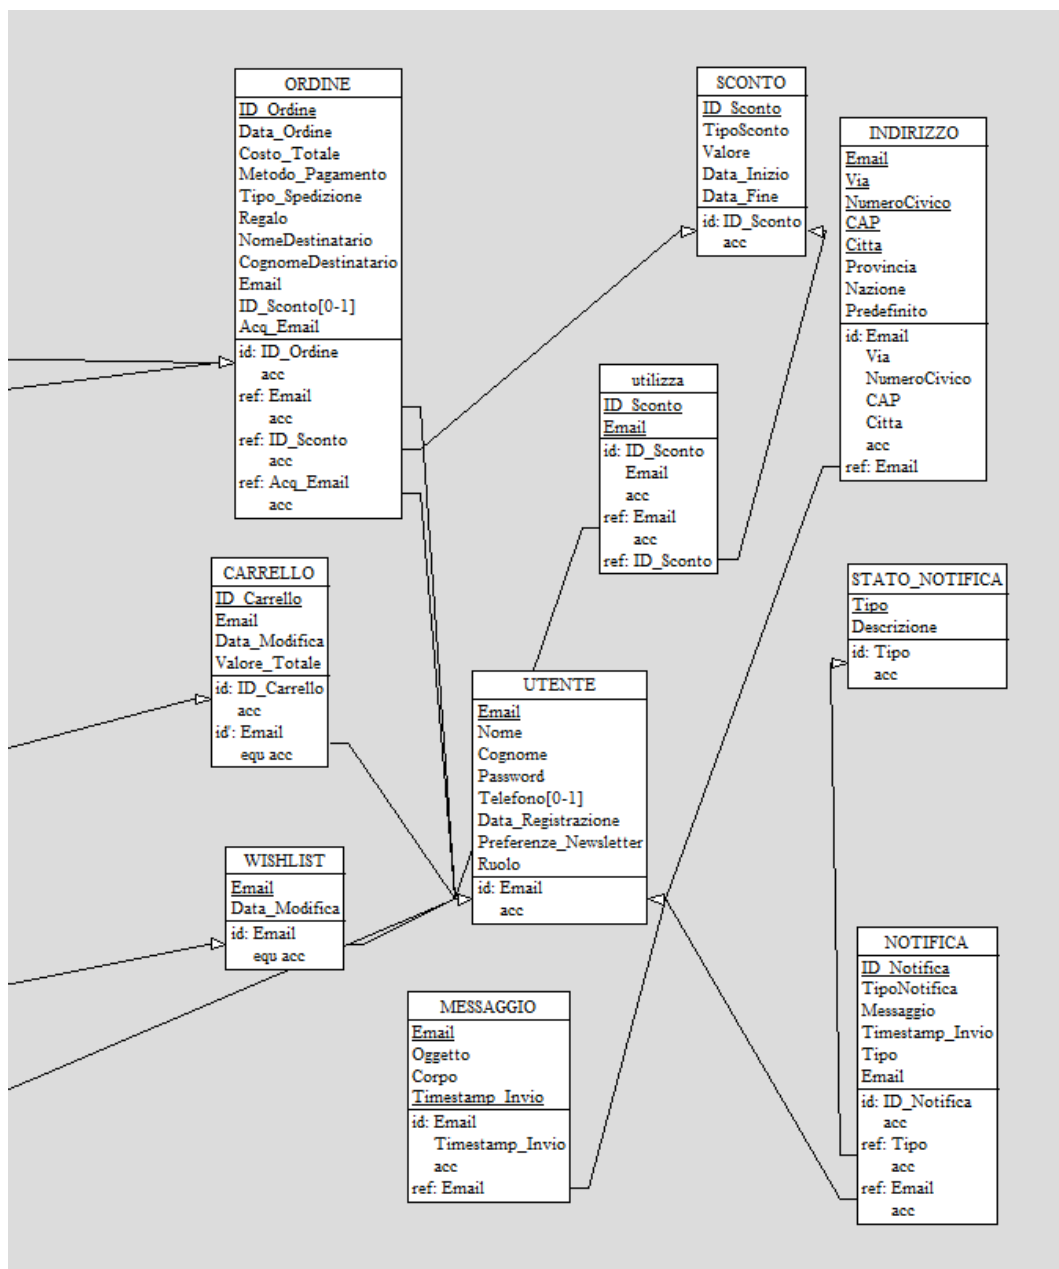 ORDINE
ID_Ordine
Data_Ordine
Costo_Totale
Metodo_Pagamento
Tipo_Spedizione
Regalo
NomeDestinatario
CognomeDestinatario
Email
ID_Sconto[0-1]
Acq_Email
id: ID_Ordine
acc
ref: Email
acc
ref: ID_Sconto
acc
ref: Acq_Email
acc
SCONTO
ID_Sconto
TipoSconto
Valore
Data_Inizio
Data_Fine
id: ID_Sconto
acc
INDIRIZZO
Email
Via
NumeroCivico
CAP
Citta
Provincia
Nazione
Predefinito
id: Email
Via
NumeroCivico
CAP
Citta
acc
ref: Email
utilizza
ID_Sconto
Email
id: ID_Sconto
Email
acc
ref: Email
acc
ref: ID_Sconto
CARRELLO
ID_Carrello
Email
Data_Modifica
Valore_Totale
id: ID_Carrello
acc
id': Email
equ acc
STATO_NOTIFICA
Tipo
Descrizione
id: Tipo
acc
UTENTE
Email
Nome
Cognome
Password
Telefono[0-1]
Data_Registrazione
Preferenze_Newsletter
Ruolo
id: Email
acc
WISHLIST
Email
Data_Modifica
id: Email
equ acc
MESSAGGIO
Email
Oggetto
Corpo
Timestamp_Invio
id: Email
Timestamp_Invio
acc
ref: Email
NOTIFICA
ID_Notifica
TipoNotifica
Messaggio
Timestamp_Invio
Tipo
Email
id: ID_Notifica
acc
ref: Tipo
acc
ref: Email
acc